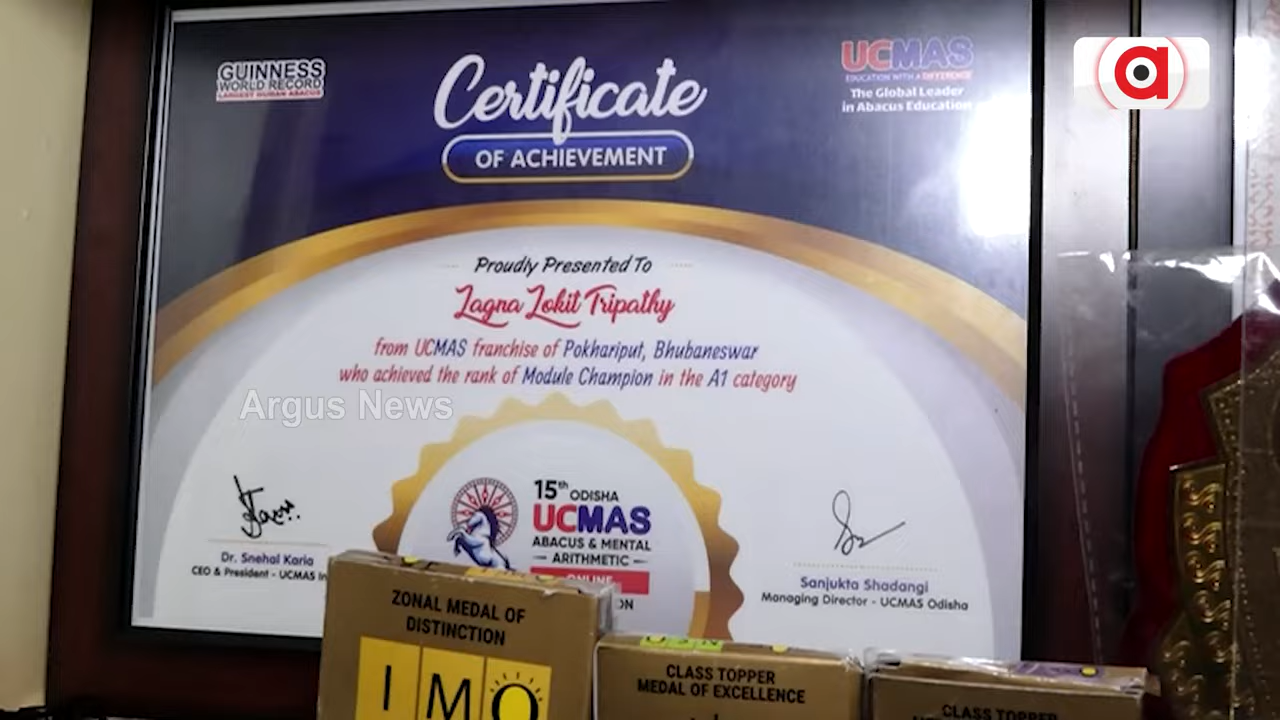 GUINNESS
WORLD RECORD
LARGEST HUMAN ABACUS
Certificate
OF ACHIEVEMENT
UCMAS
EDUCATION WITH A DIFFERENCE
The Global Leader
in Abacus Education
a
Proudly Presented To
Lagna Lokit Tripathy
from UCMAS franchise of Pokhariput, Bhubaneswar
who achieved the rank of Module Champion in the A1 category
Argus News
15th ODISHA
UCMAS
ABACUS & MENTAL
ARITHMETIC
ONLINE
Dr. Snehal Karia
CEO & President - UCMAS
Sanjukta Shadangi
Managing Director - UCMAS Odisha
ZONAL MEDAL OF
DISTINCTION
IMO
CLASS TOPPER
MEDAL OF EXCELLENCE
CLASS TOPPER